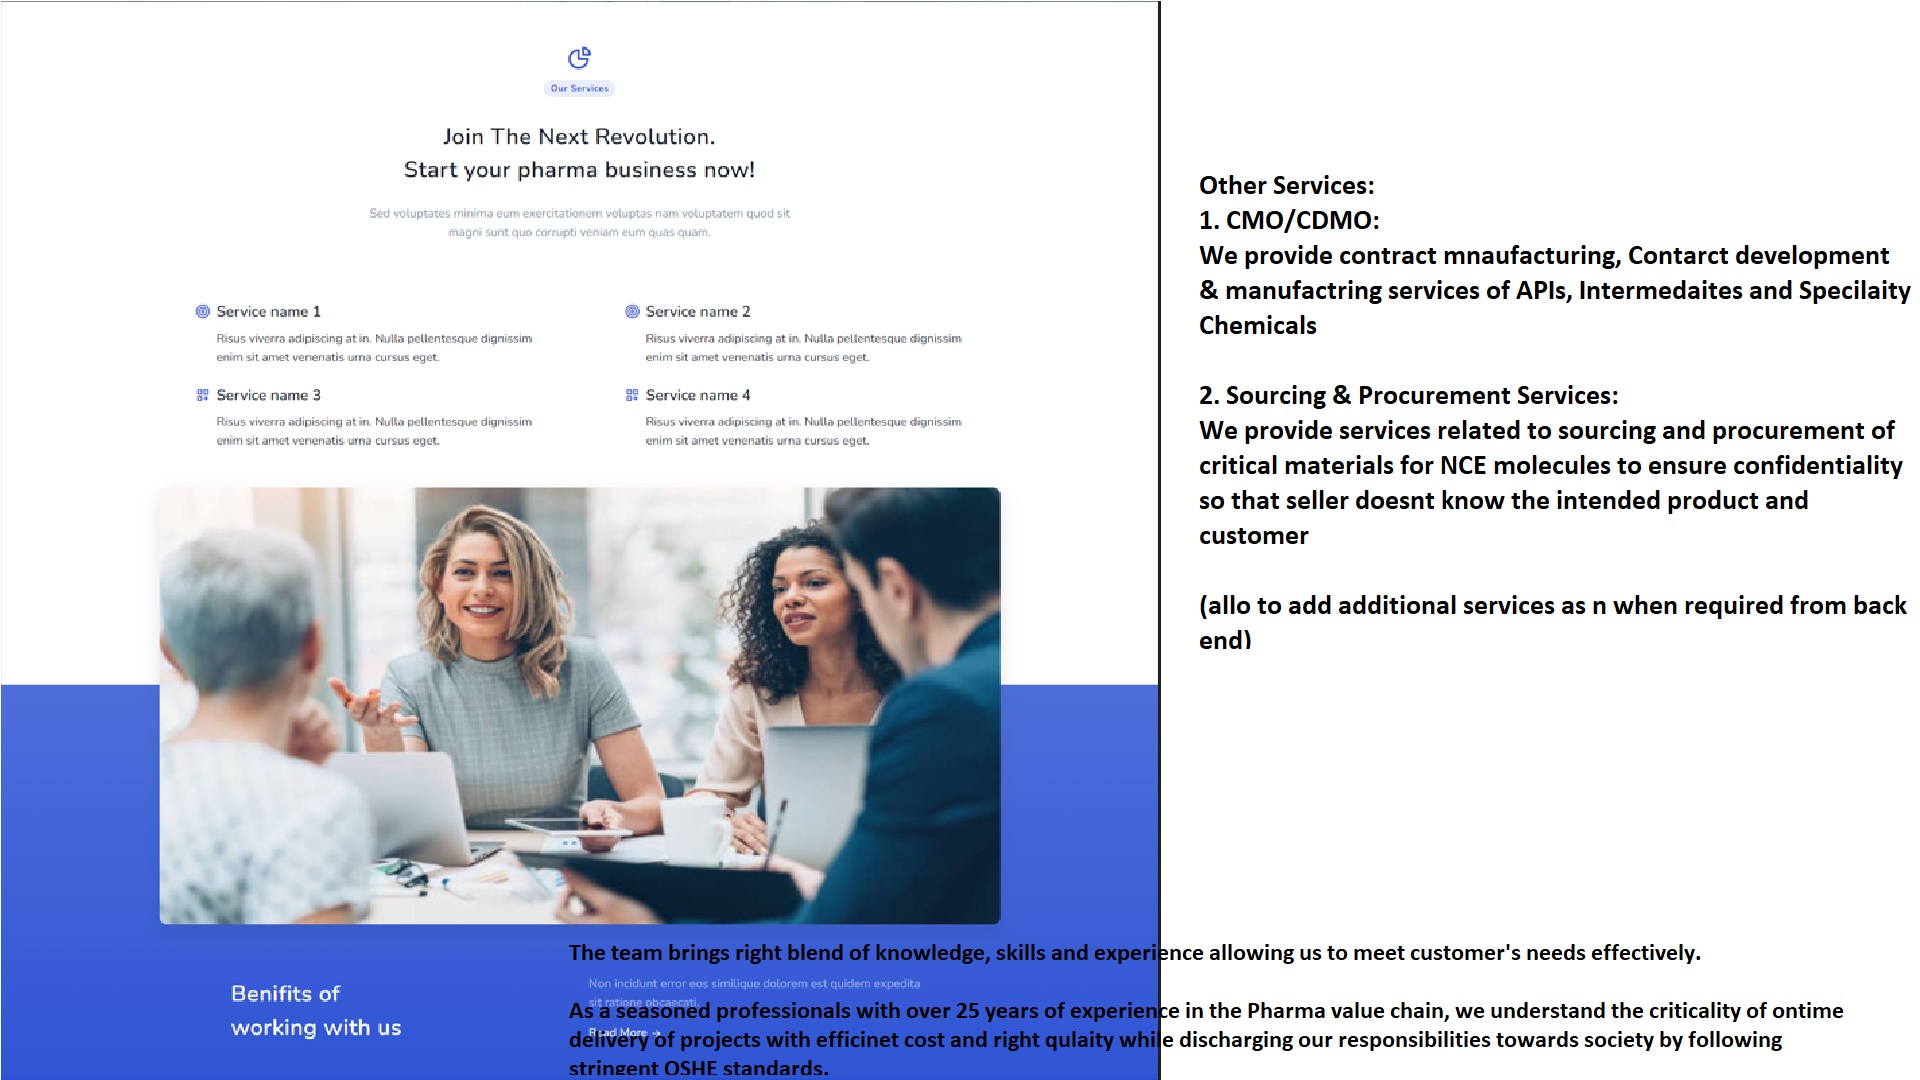 Our Services
Join The Next Revolution.
Start your pharma business now!
Sed voluptates minima eum exercitationem voluptas nam voluptatem quod sit
magni sunt quo corrupti veniam eum quas quam.
Service name 1
Risus viverra adipiscing at in. Nulla pellentesque dignissim
enim sit amet venenatis urna cursus eget.
Service name 2
Risus viverra adipiscing at in. Nulla pellentesque dignissim
enim sit amet venenatis urna cursus eget.
Service name 3
Risus viverra adipiscing at in. Nulla pellentesque dignissim
enim sit amet venenatis urna cursus eget.
Service name 4
Risus viverra adipiscing at in. Nulla pellentesque dignissim
enim sit amet venenatis urna cursus eget.
Benifits of
working with us
Non incidunt error eos similique dolorem est quidem expedita
sit ratione obcaecati.
Read More →
Other Services:
1. CMO/CDMO:
We provide contract mnaufacturing, Contarct development
& manufactring services of APIs, Intermedaites and Specilaity
Chemicals
2. Sourcing & Procurement Services:
We provide services related to sourcing and procurement of
critical materials for NCE molecules to ensure confidentiality
so that seller doesnt know the intended product and
customer
(allo to add additional services as n when required from back
end)
The team brings right blend of knowledge, skills and experience allowing us to meet customer's needs effectively.
As a seasoned professionals with over 25 years of experience in the Pharma value chain, we understand the criticality of ontime
delivery of projects with efficinet cost and right qulaity while discharging our responsibilities towards society by following
stringent OSHE standards.